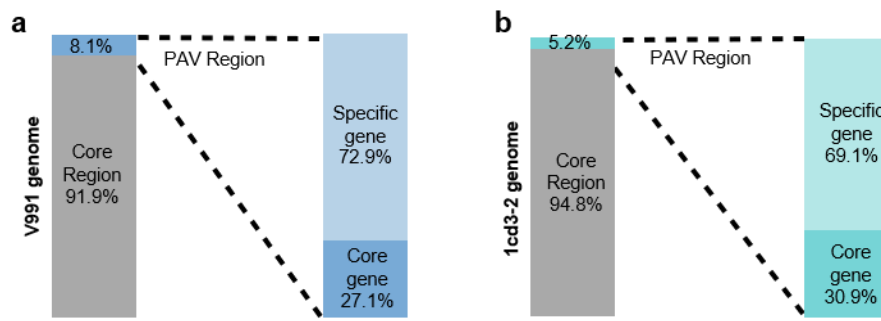 a
V991 genome
8.1%
Core
Region
91.9%
PAV Region
Specific
gene
72.9%
Core
gene
27.1%
b
1cd3-2 genome
5.2%
Core
Region
94.8%
PAV Region
Specific
gene
69.1%
Core
gene
30.9%